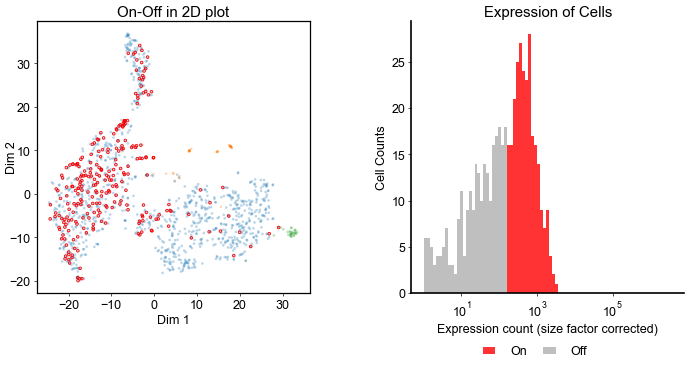 On-Off in 2D plot
Dim 2
40
30
20
10
0
−10
−20
−20 −10 0 10 20 30
Dim 1
Expression of Cells
Cell Counts
25
20
15
10
5
0
10^1 10^3 10^5
Expression count (size factor corrected)
On Off